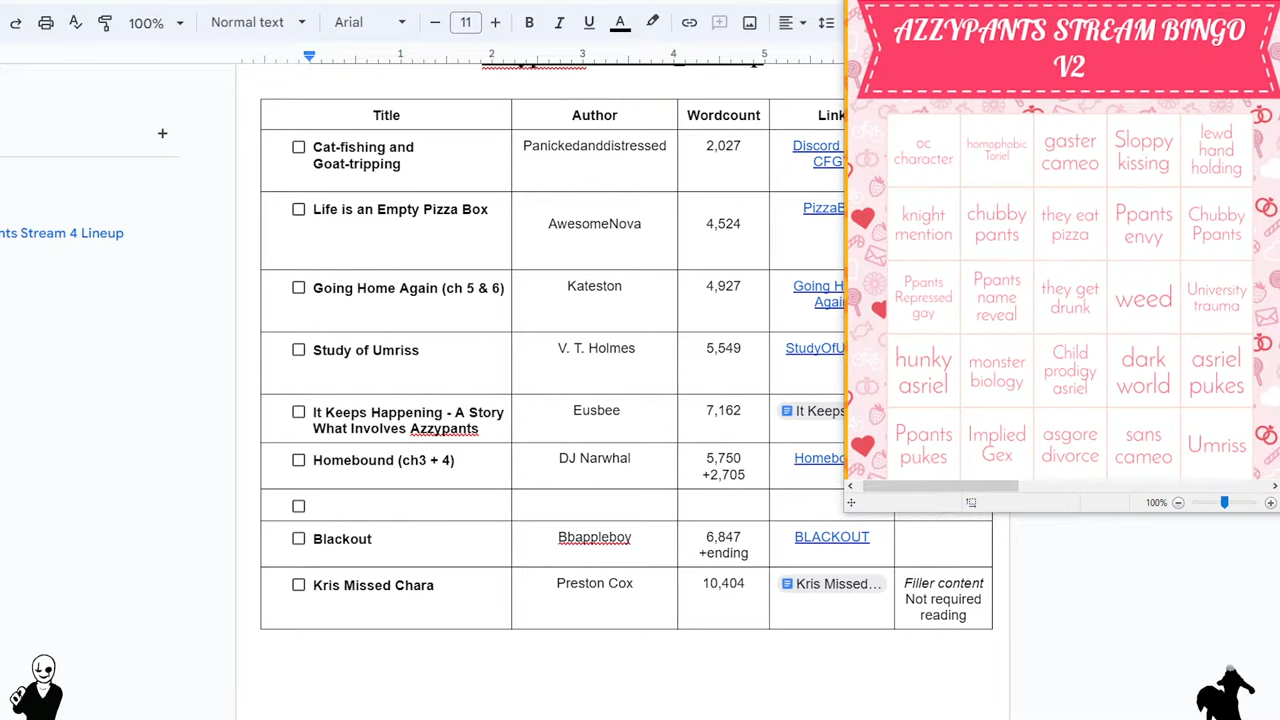 100%
Normal text
Arial
11
B
I
U
A
1
2
3
4
5
nts Stream 4 Lineup
Title
Author
Wordcount
Link
Cat-fishing and
Goat-tripping
Panickedanddistressed
2,027
Discord
CFG
Life is an Empty Pizza Box
AwesomeNova
4,524
PizzaB
Going Home Again (ch 5 & 6)
Kateston
4,927
Going H
Again
Study of Umriss
V. T. Holmes
5,549
StudyOfU
It Keeps Happening - A Story
What Involves Azzypants
Eusbee
7,162
It Keeps
Homebound (ch3 + 4)
DJ Narwhal
5,750
+2,705
Homebo
Blackout
Bbappleboy
6,847
+ending
BLACKOUT
Kris Missed Chara
Preston Cox
10,404
Kris Missed...
Filler content
Not required
reading
AZZYPANTS STREAM BINGO
V2
oc
character
homophobic
Toriel
gaster
cameo
Sloppy
kissing
lewd
hand
holding
knight
mention
chubby
pants
they eat
pizza
Ppants
envy
Chubby
Ppants
Ppants
Repressed
gay
Ppants
name
reveal
they get
drunk
weed
University
trauma
hunky
asriel
monster
biology
Child
prodigy
asriel
dark
world
asriel
pukes
Ppants
pukes
Implied
Gex
asgore
divorce
sans
cameo
Umriss
100%